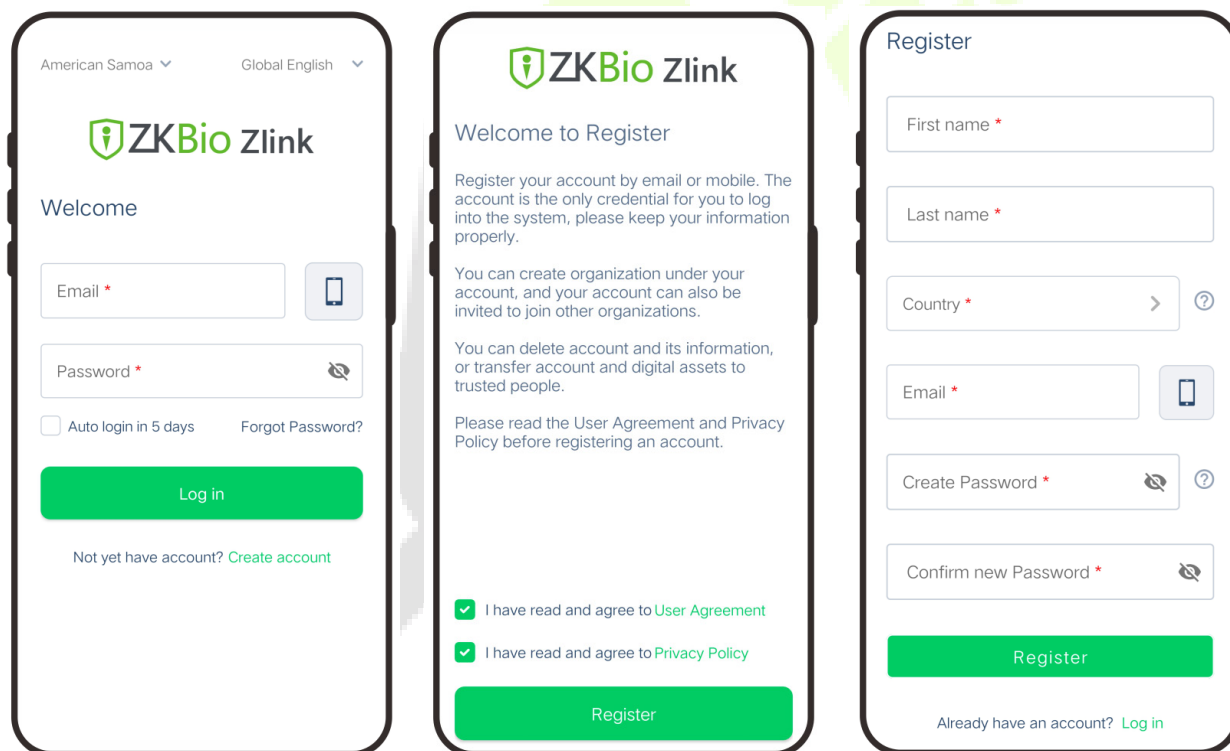 American Samoa
Global English
ZKBio Zlink
Welcome
Email *
Password *
Auto login in 5 days
Forgot Password?
Log in
Not yet have account? Create account
ZKBio Zlink
Welcome to Register
Register your account by email or mobile. The
account is the only credential for you to log
into the system, please keep your information
properly.
You can create organization under your
account, and your account can also be
invited to join other organizations.
You can delete account and its information,
or transfer account and digital assets to
trusted people.
Please read the User Agreement and Privacy
Policy before registering an account.
I have read and agree to User Agreement
I have read and agree to Privacy Policy
Register
Register
First name *
Last name *
Country *
?
Email *
Create Password *
?
Confirm new Password *
Register
Already have an account? Log in